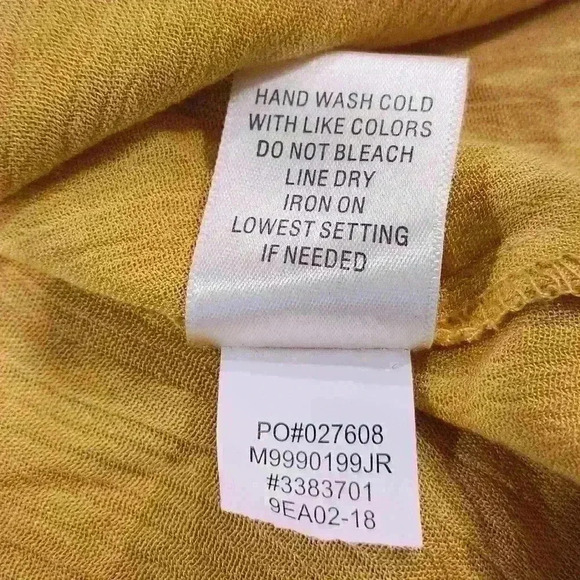 HAND WASH COLD
WITH LIKE COLORS
DO NOT BLEACH
LINE DRY
IRON ON
LOWEST SETTING
IF NEEDED
PO#027608
M9990199JR
#3383701
9EA02-18